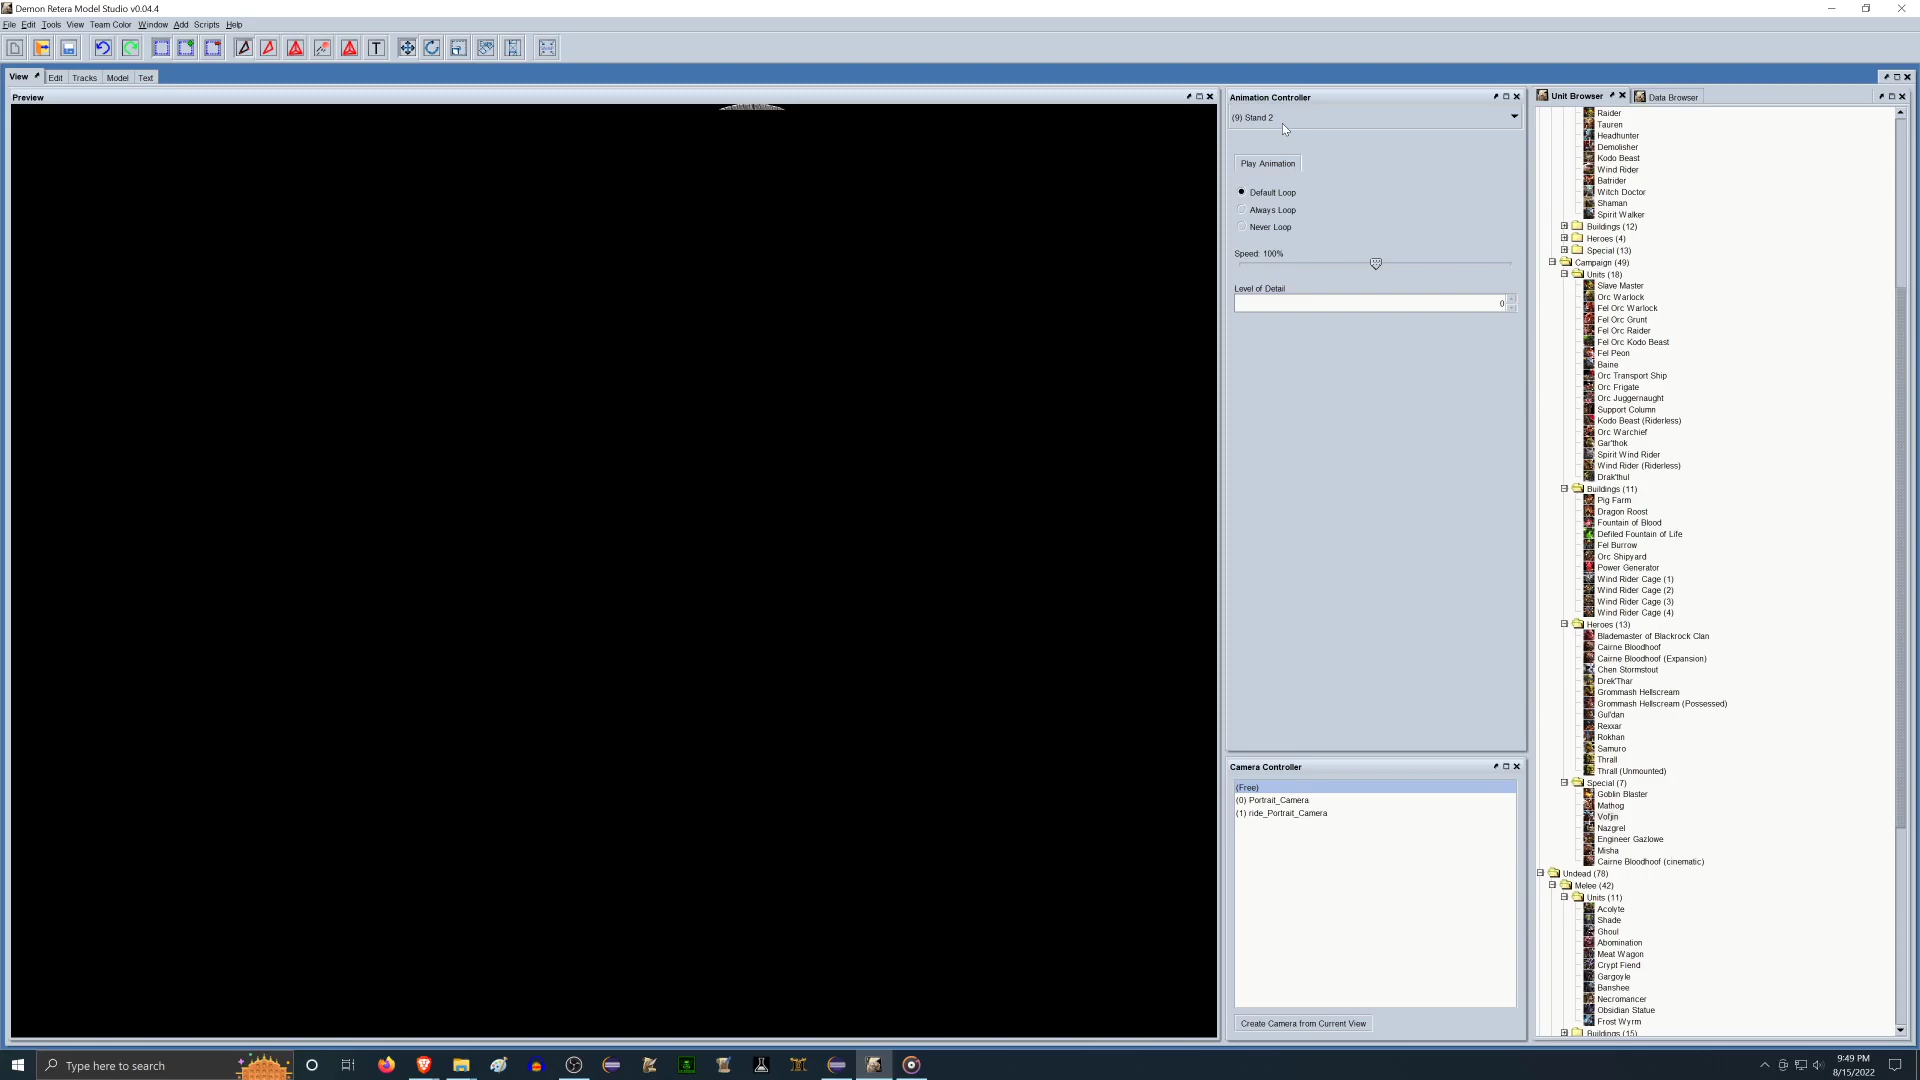 Demon Retera Model Studio v0.04.4
File Edit Tools View Team Color Window Add Scripts Help
T
View Edit Tracks Model Text
Preview
Animation Controller
(9) Stand 2
Play Animation
Default Loop
Always Loop
Never Loop
Speed: 100%
Level of Detail
0
Camera Controller
(Free)
(0) Portrait_Camera
(1) ride_Portrait_Camera
Create Camera from Current View
Unit Browser Data Browser
Raider
Tauren
Headhunter
Demolisher
Kodo Beast
Wind Rider
Batrider
Witch Doctor
Shaman
Spirit Walker
Buildings (12)
Heroes (4)
Special (13)
Campaign (49)
Units (18)
Slave Master
Orc Warlock
Fel Orc Warlock
Fel Orc Grunt
Fel Orc Raider
Fel Orc Kodo Beast
Fel Peon
Baine
Orc Transport Ship
Orc Frigate
Orc Juggernaught
Support Column
Kodo Beast (Riderless)
Orc Warchief
Gar'thok
Spirit Wind Rider
Wind Rider (Riderless)
Drak'thul
Buildings (11)
Pig Farm
Dragon Roost
Fountain of Blood
Defiled Fountain of Life
Fel Burrow
Orc Shipyard
Power Generator
Wind Rider Cage (1)
Wind Rider Cage (2)
Wind Rider Cage (3)
Wind Rider Cage (4)
Heroes (13)
Blademaster of Blackrock Clan
Cairne Bloodhoof
Cairne Bloodhoof (Expansion)
Chen Stormstout
Drek'Thar
Grommash Hellscream
Grommash Hellscream (Possessed)
Gul'dan
Rexxar
Rokhan
Samuro
Thrall
Thrall (Unmounted)
Special (7)
Goblin Blaster
Mathog
Vol'jin
Nazgrel
Engineer Gazlowe
Misha
Cairne Bloodhoof (cinematic)
Undead (78)
Melee (42)
Units (11)
Acolyte
Shade
Ghoul
Abomination
Meat Wagon
Crypt Fiend
Gargoyle
Banshee
Necromancer
Obsidian Statue
Frost Wyrm
Buildings (15)
Type here to search
9:49 PM
8/15/2022